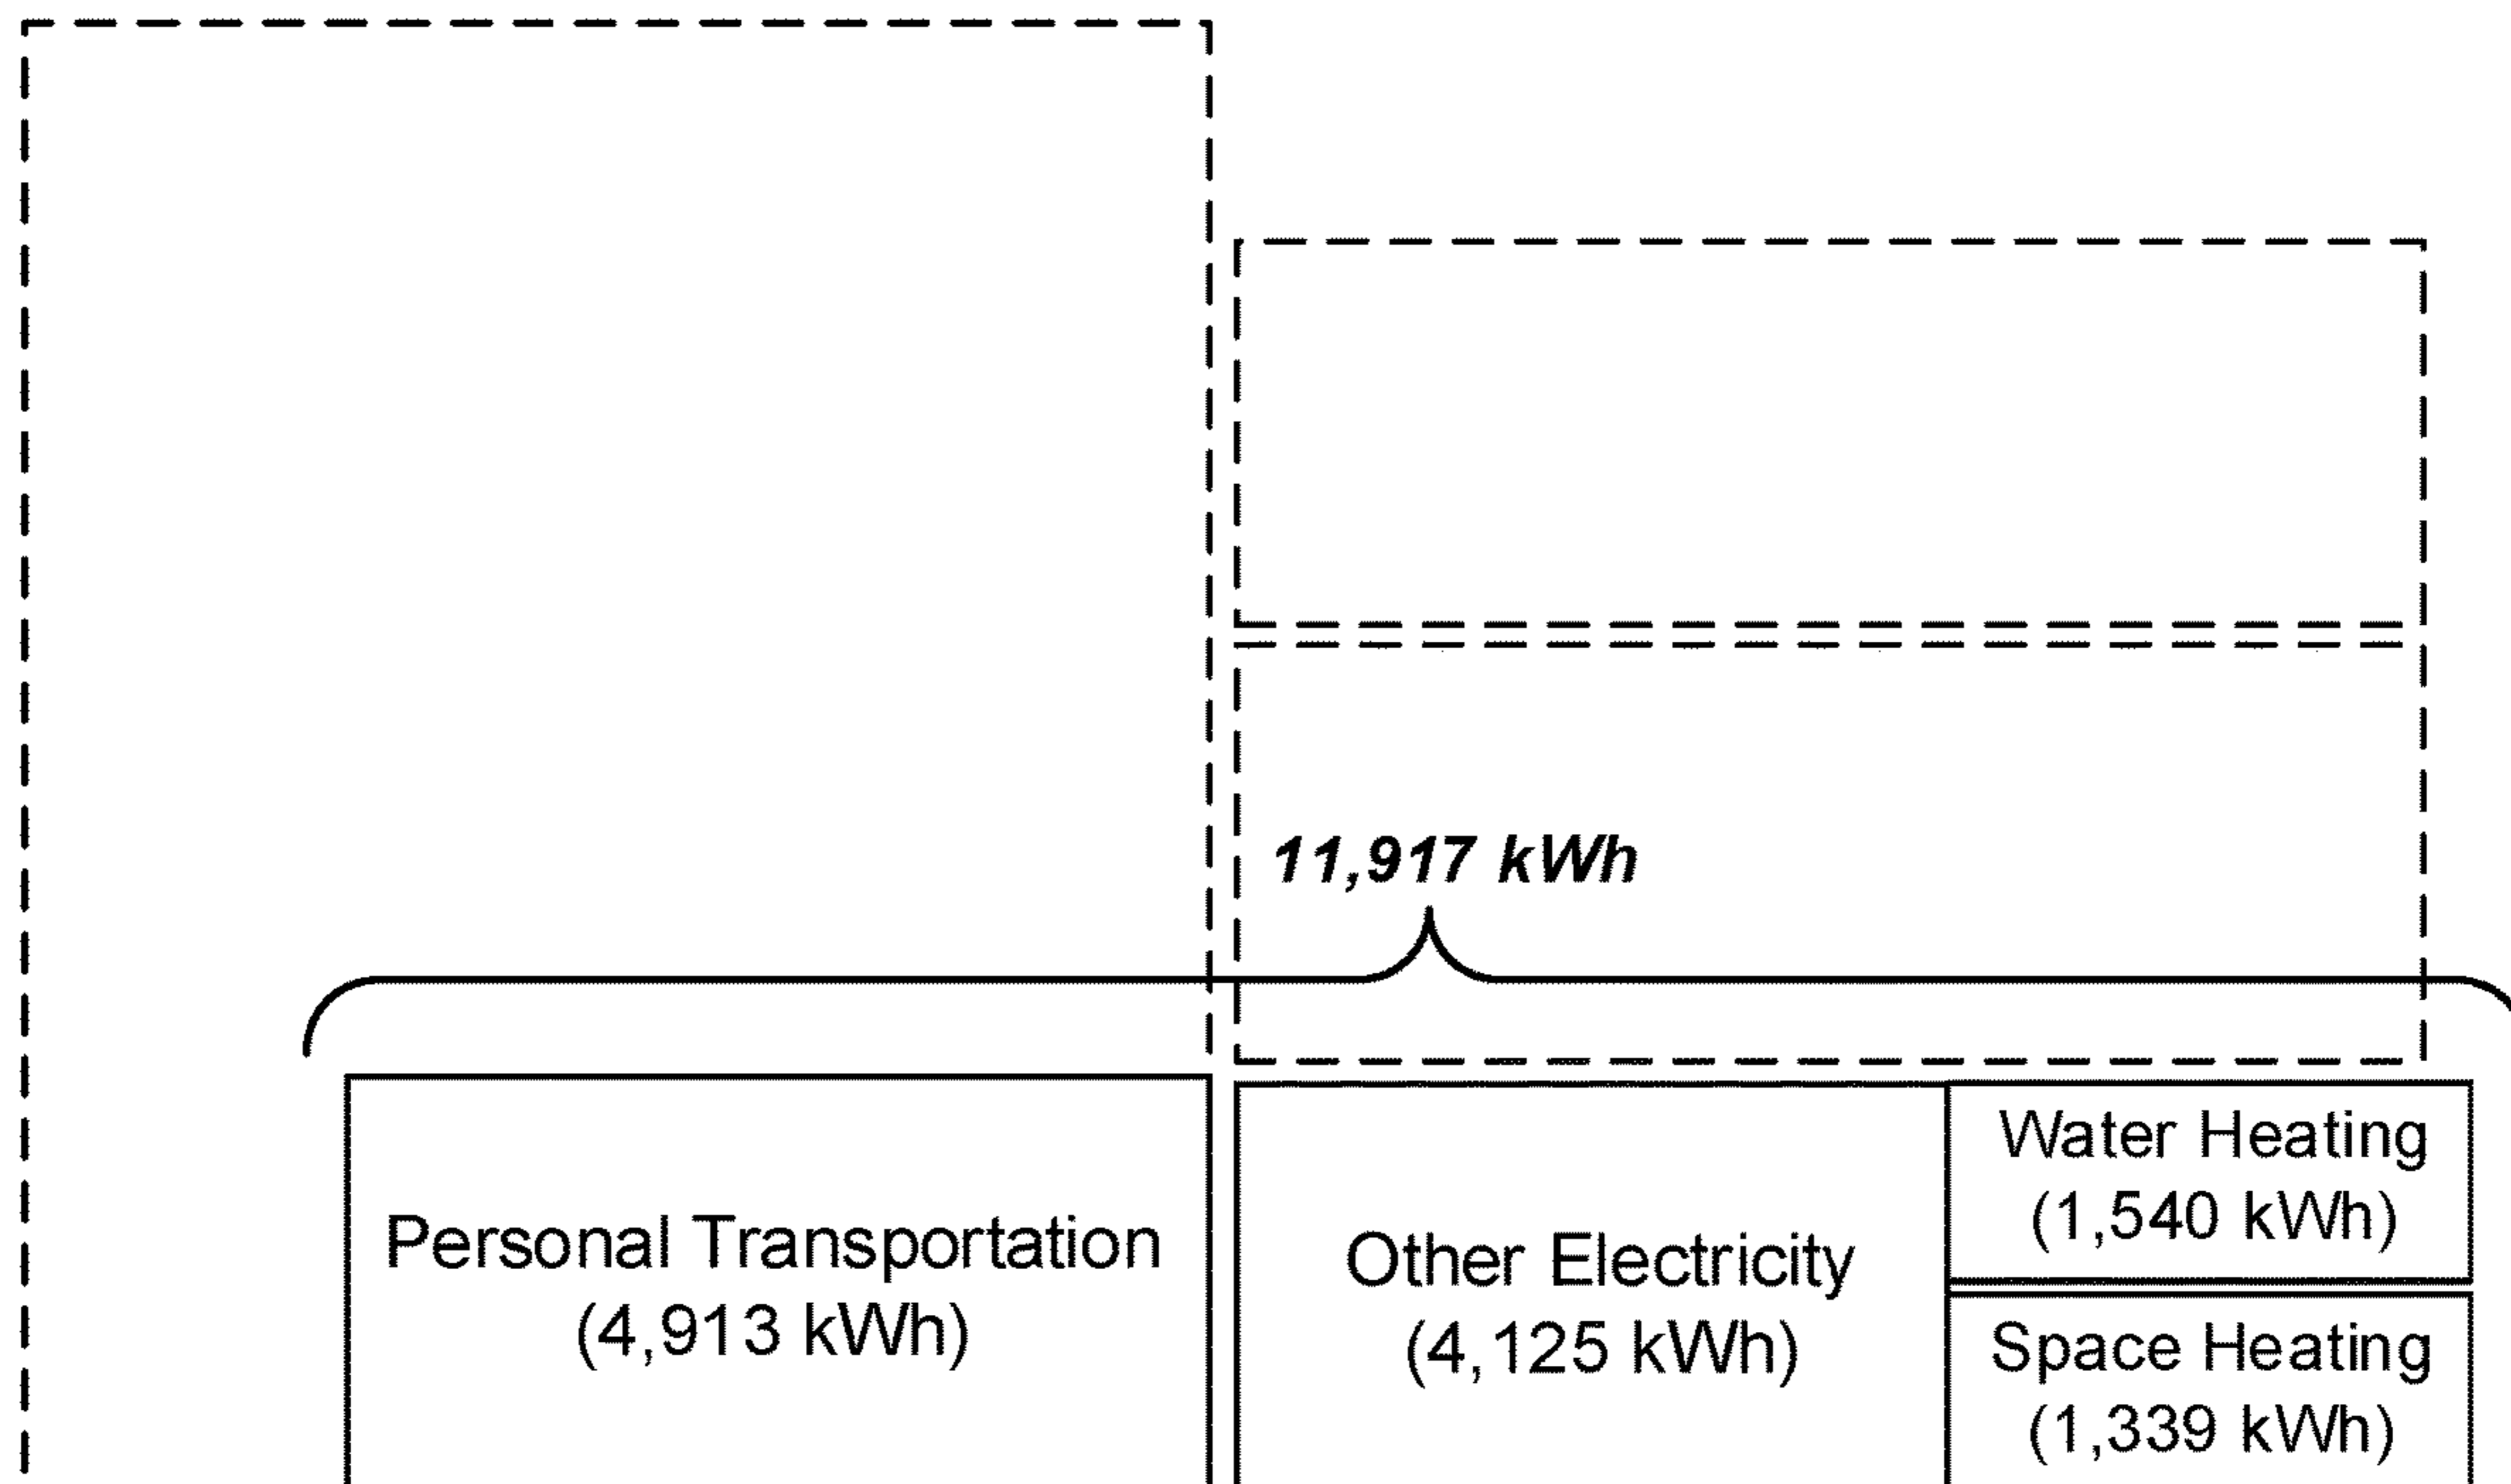 11,917 kWh
Personal Transportation
(4,913 kWh)
Other Electricity
(4,125 kWh)
Water Heating
(1,540 kWh)
Space Heating
(1,339 kWh)